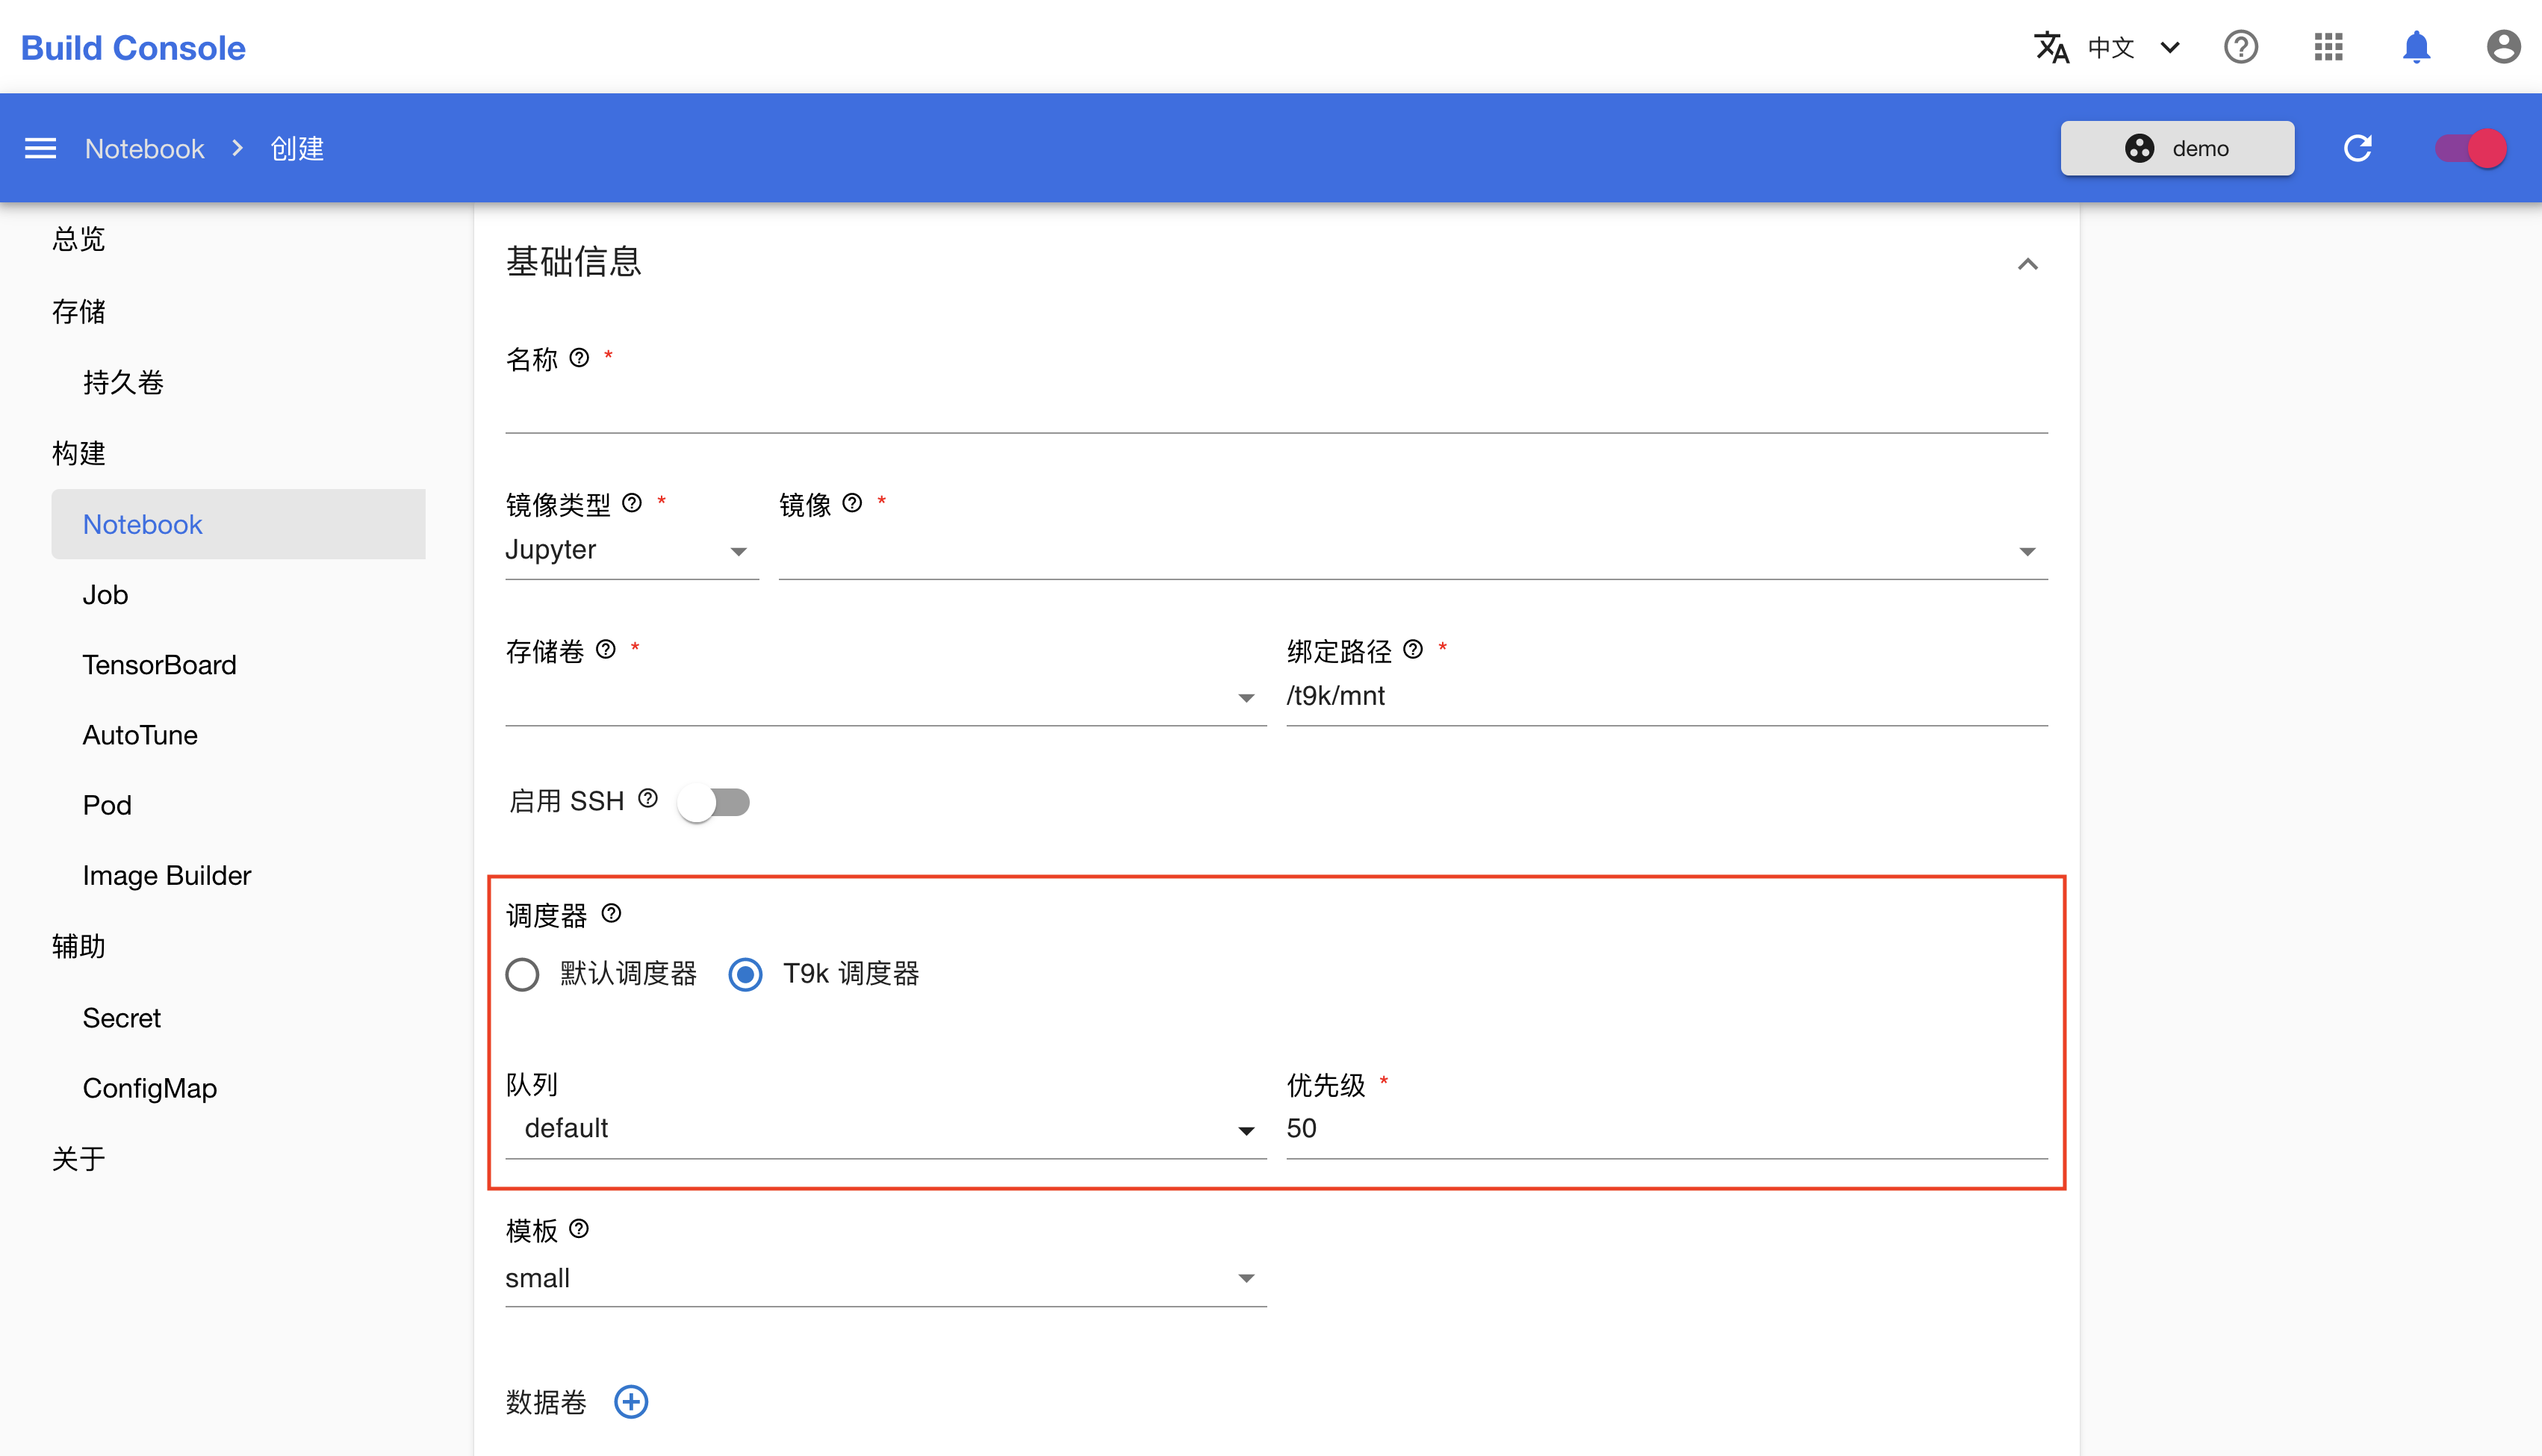 Build Console
中文
Notebook 创建
demo
总览
存储
持久卷
构建
Notebook
Job
TensorBoard
AutoTune
Pod
Image Builder
辅助
Secret
ConfigMap
关于
基础信息
名称 *
镜像类型 * 镜像 *
Jupyter
存储卷 * 绑定路径 *
/t9k/mnt
启用 SSH
调度器
默认调度器 T9k 调度器
队列 优先级 *
default 50
模板
small
数据卷